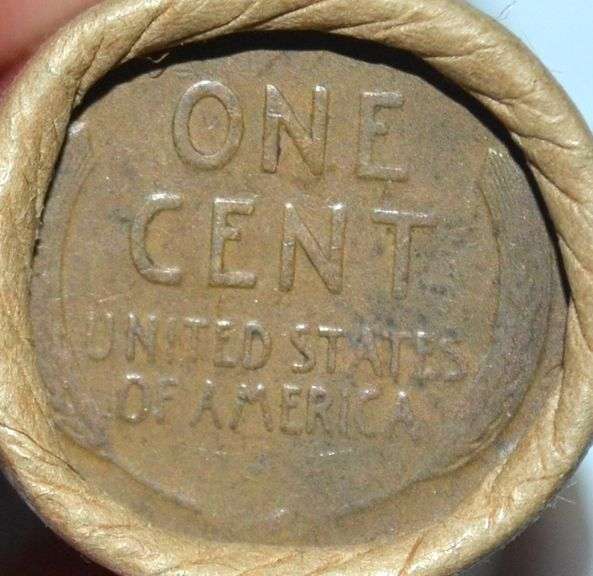 ONE
CENT
UNITED STATES
OF AMERICA